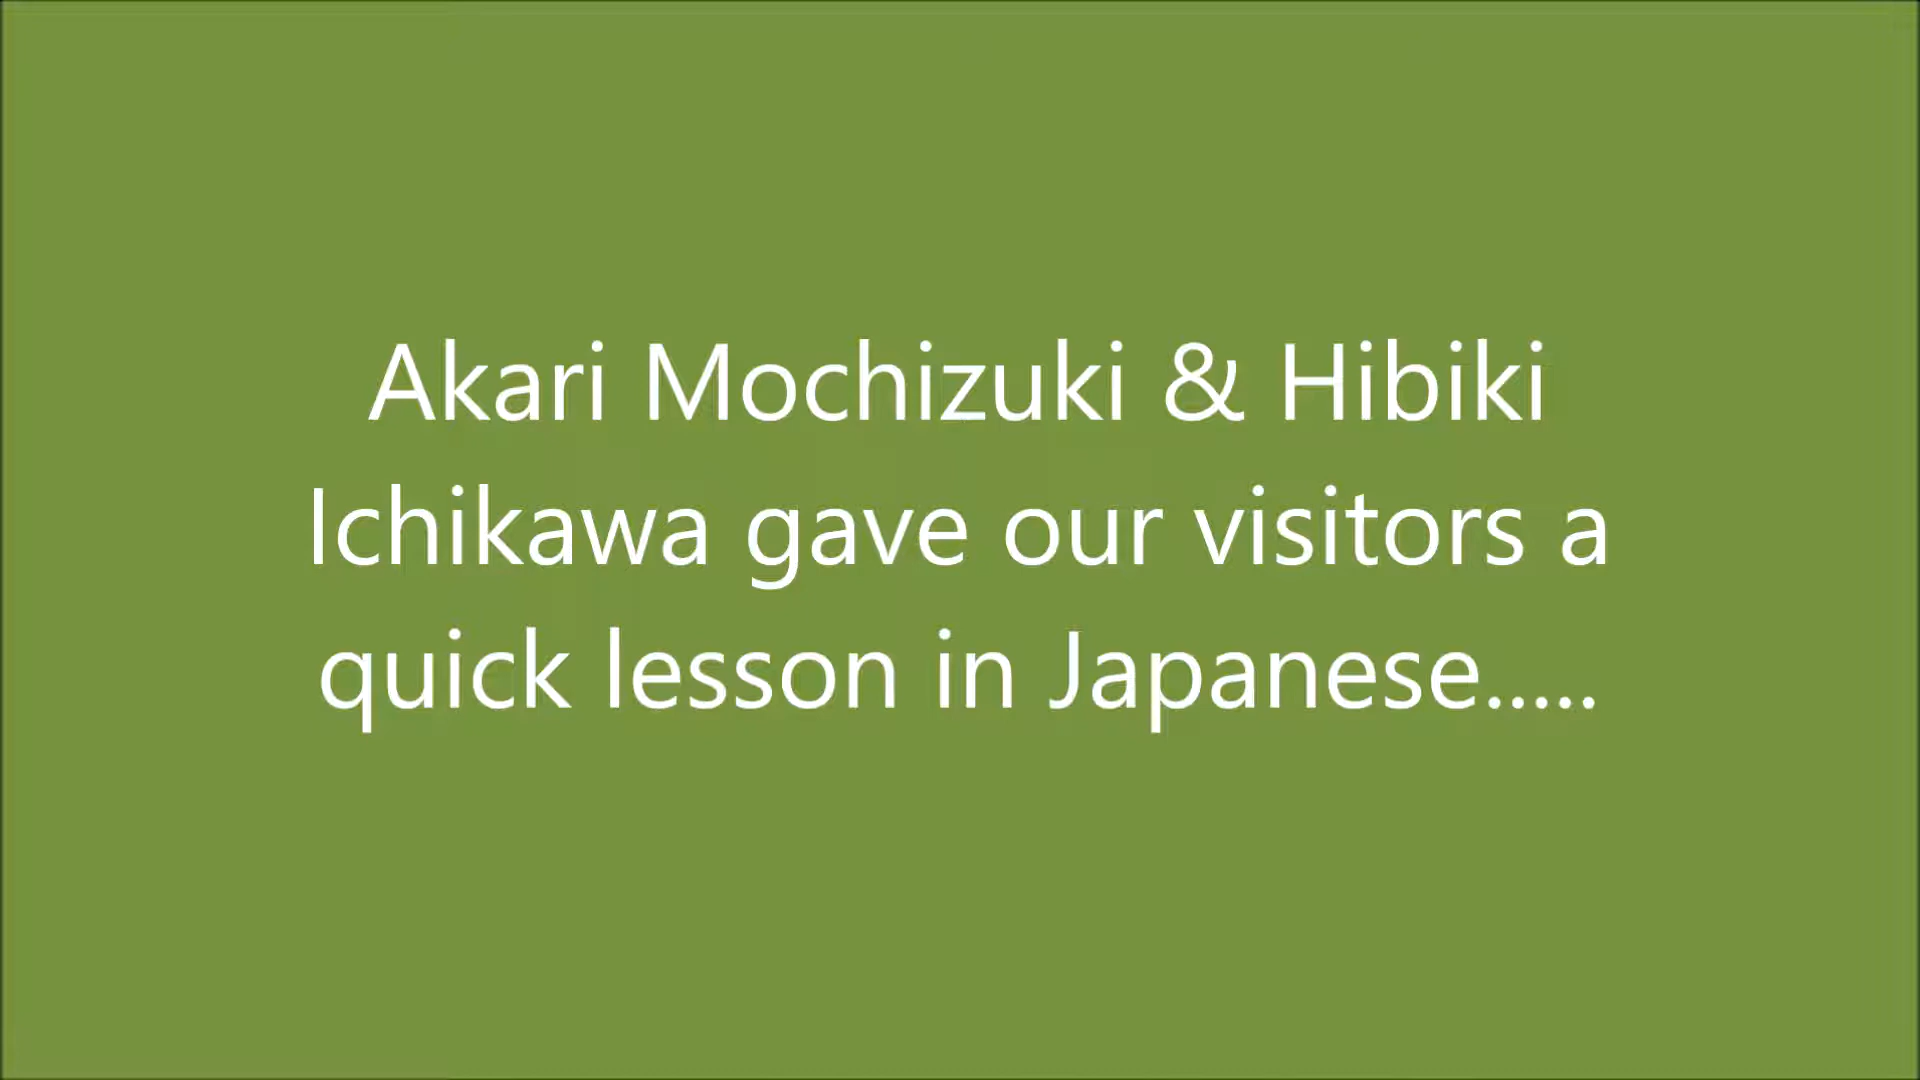 Akari Mochizuki & Hibiki
Ichikawa gave our visitors a
quick lesson in Japanese.....